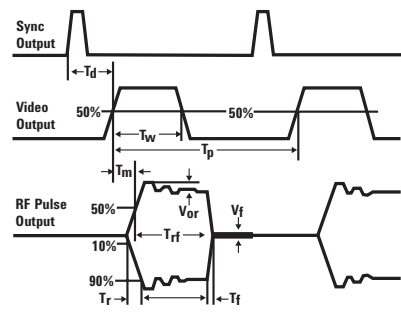 Sync
Output
Td
Video
Output
50%
50%
Tw
Tp
Tm
RF Pulse
Output
50%
Vor
Vf
10%
Trf
90%
Tr
Tf